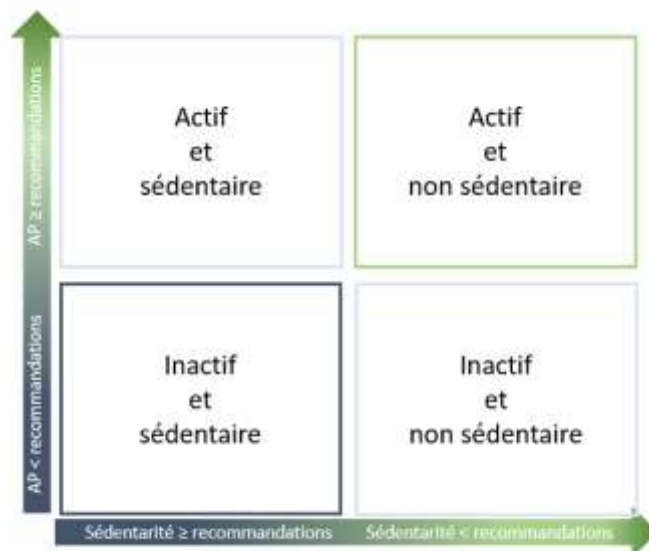 AP ≥ recommandations
Actif
et
sédentaire
Actif
et
non sédentaire
AP < recommandations
Inactif
et
sédentaire
Inactif
et
non sédentaire
Sédentarité ≥ recommandations
Sédentarité < recommandations